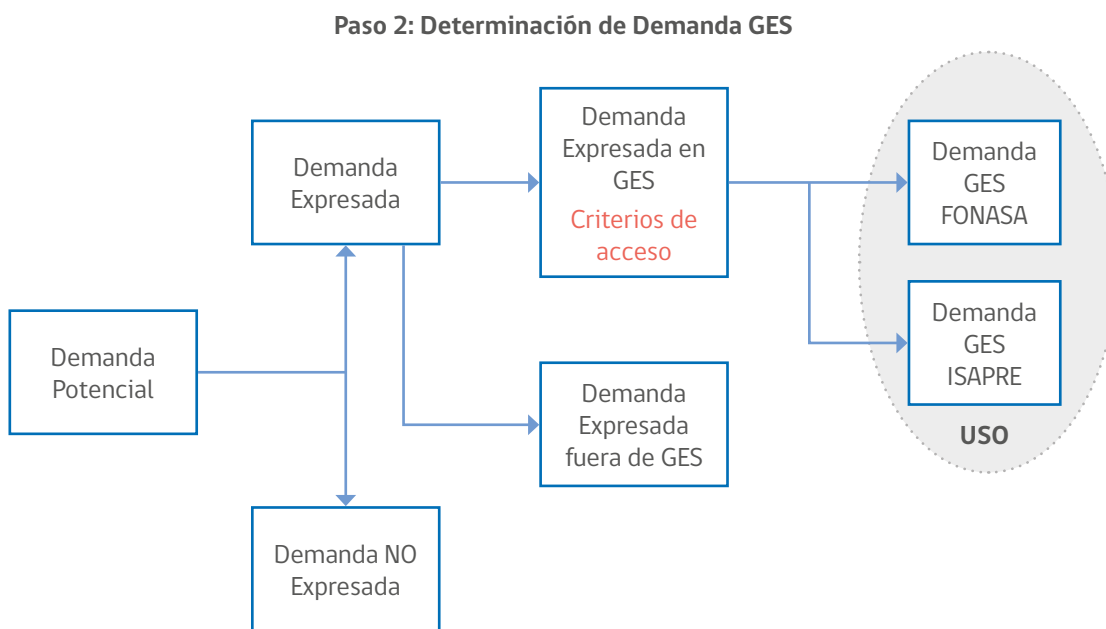 Paso 2: Determinación de Demanda GES
Demanda
Potencial
Demanda
Expresada
Demanda NO
Expresada
Demanda
Expresada en
GES
Criterios de
acceso
Demanda
Expresada
fuera de GES
Demanda
GES
FONASA
Demanda
GES
ISAPRE
USO